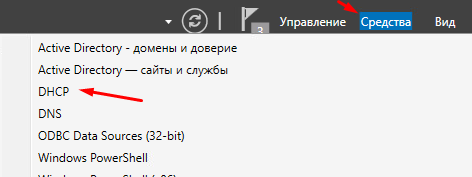 3
Управление
Средства
Вид
Active Directory - домены и доверие
Active Directory — сайты и службы
DHCP
DNS
ODBC Data Sources (32-bit)
Windows PowerShell